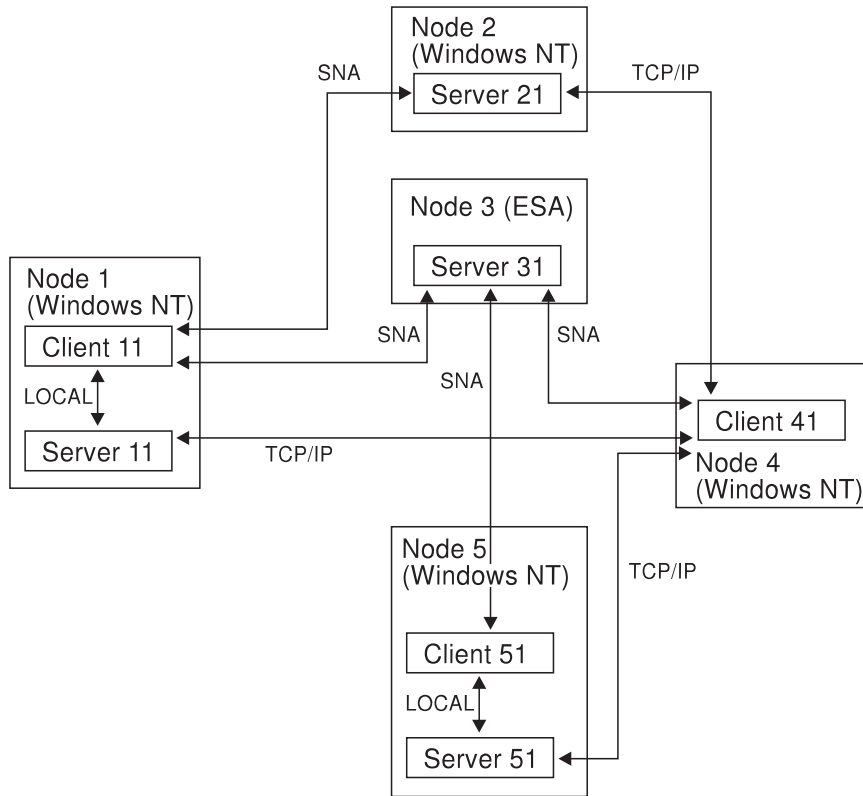 Node 2
(Windows NT)
SNA
TCP/IP
Server 21
Node 3 (ESA)
Server 31
Node 1
(Windows NT)
Client 11
SNA
SNA
SNA
LOCAL
Client 41
Server 11
TCP/IP
Node 4
(Windows NT)
Node 5
(Windows NT)
TCP/IP
Client 51
LOCAL
Server 51